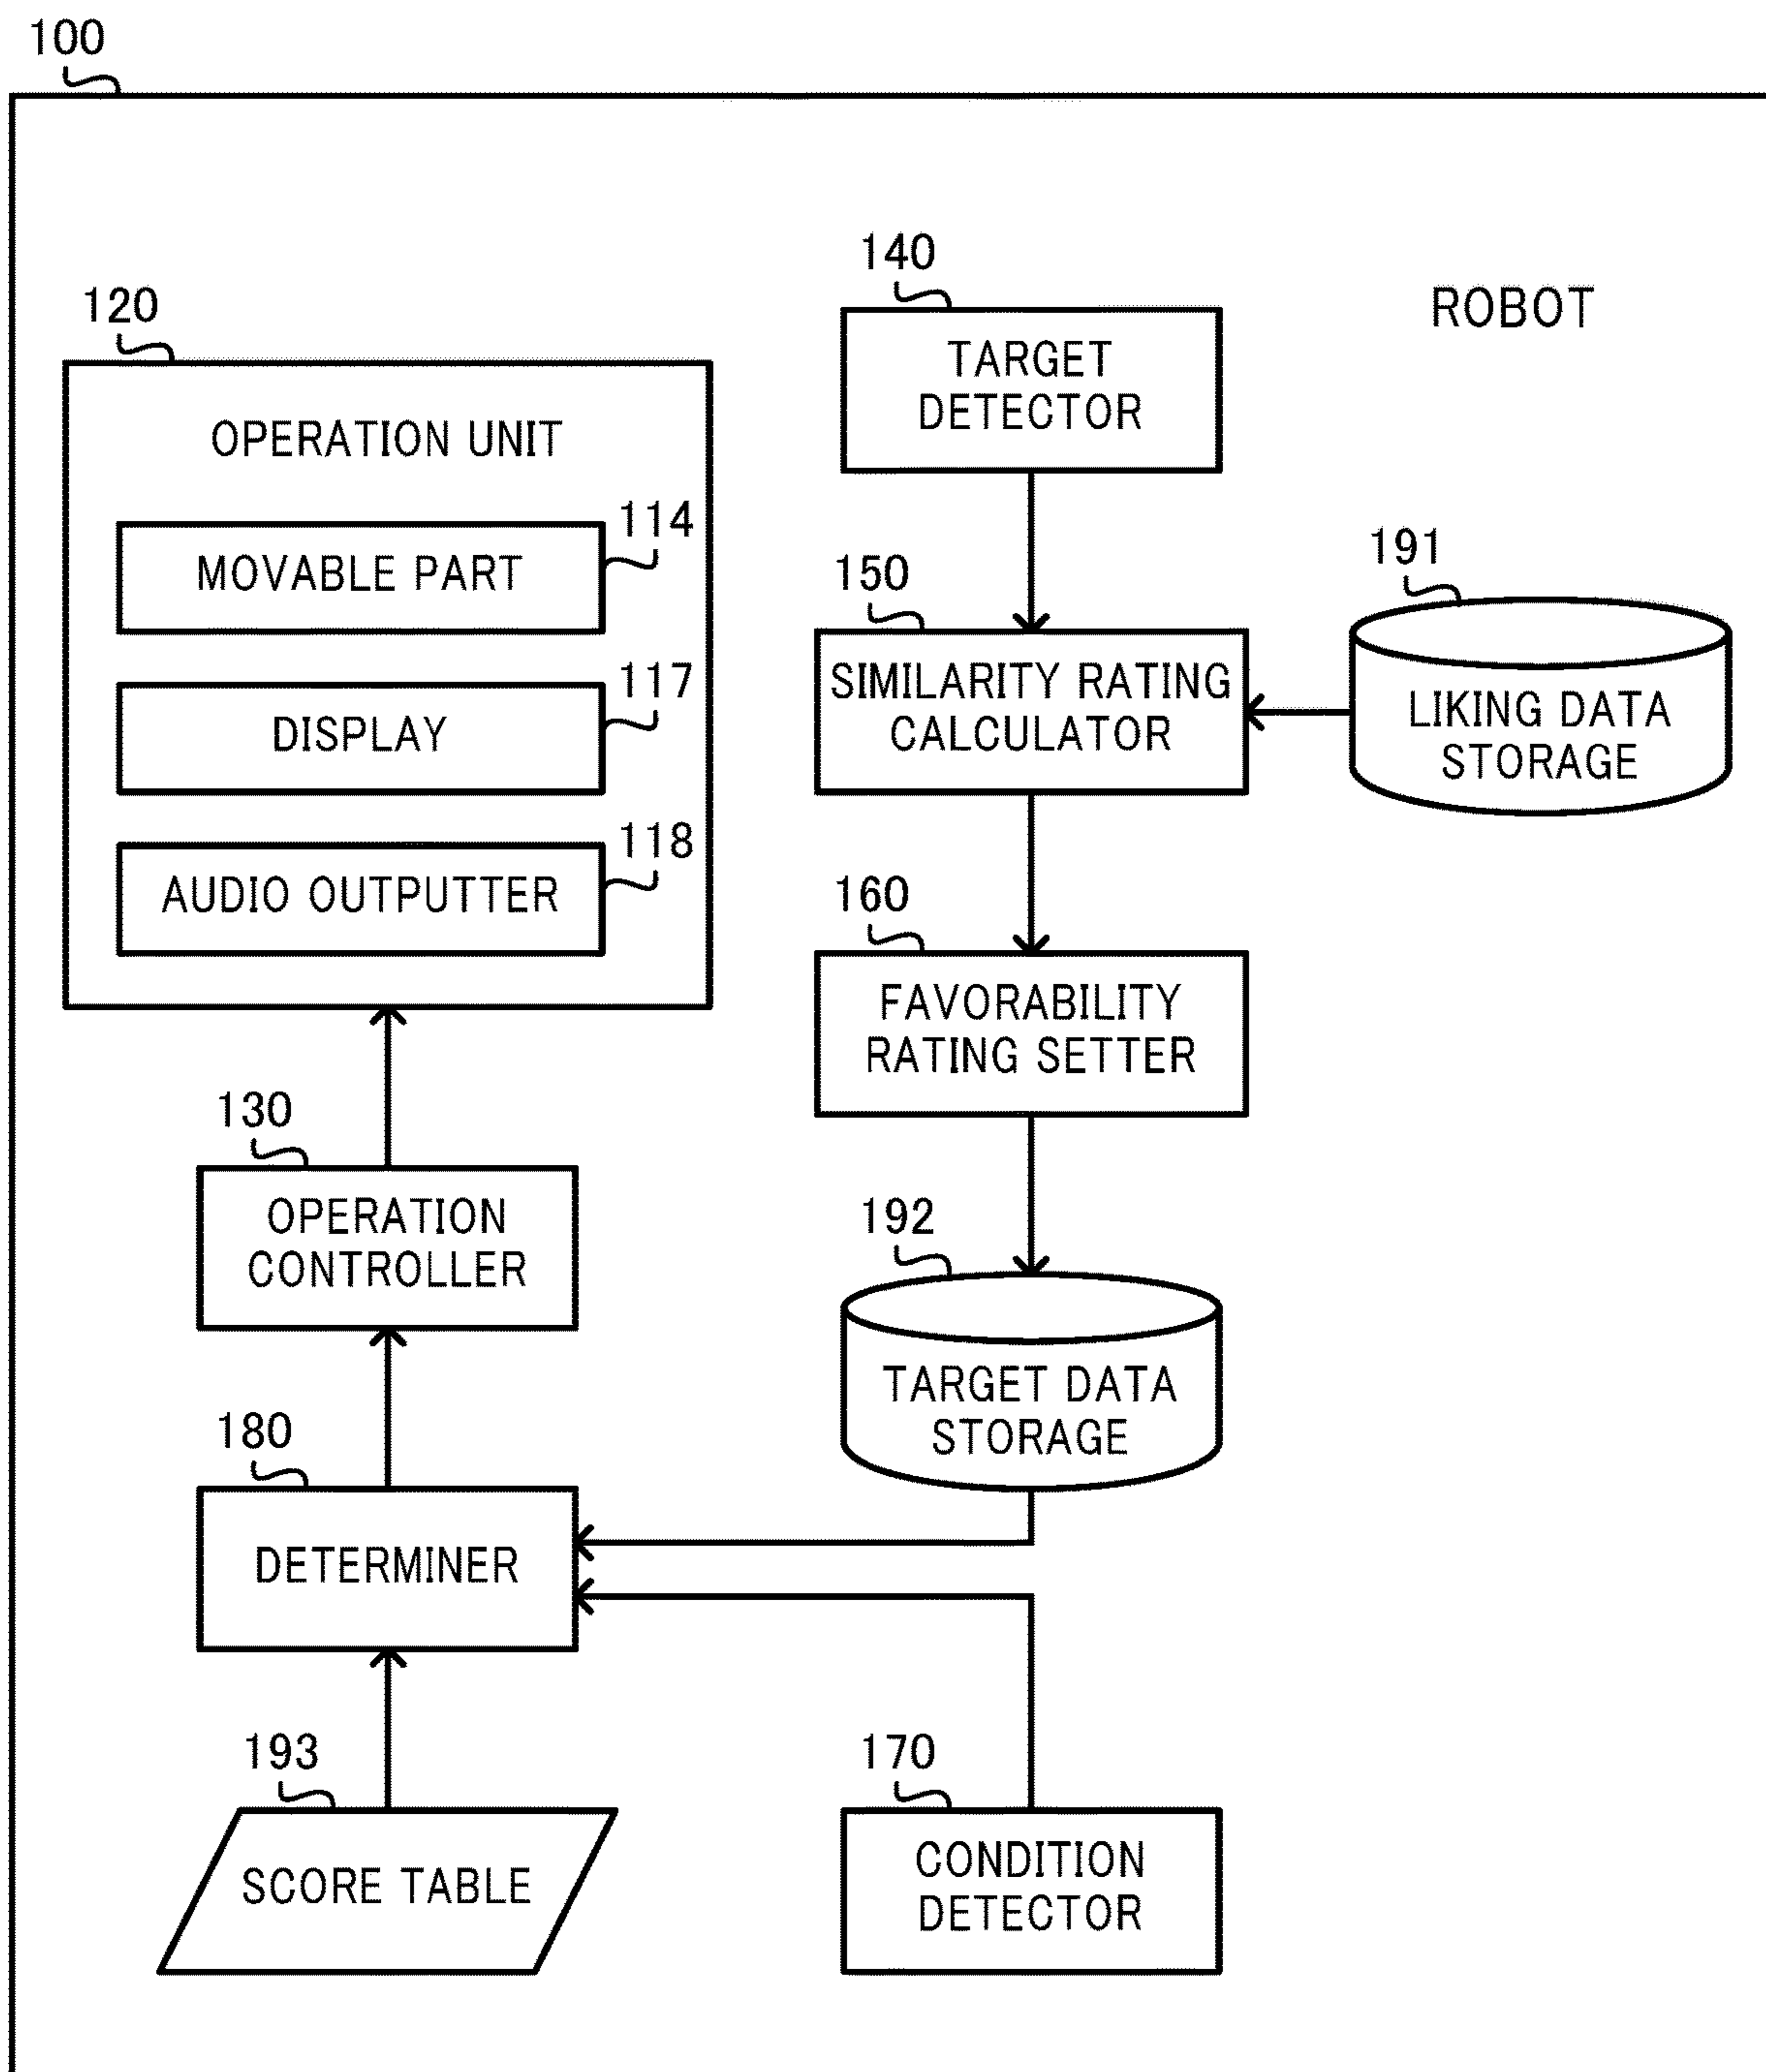 100
ROBOT
120
OPERATION UNIT
MOVABLE PART
114
DISPLAY
117
AUDIO OUTPUTTER
118
130
OPERATION
CONTROLLER
180
DETERMINER
193
SCORE TABLE
140
TARGET
DETECTOR
150
SIMILARITY RATING
CALCULATOR
191
LIKING DATA
STORAGE
160
FAVORABILITY
RATING SETTER
192
TARGET DATA
STORAGE
170
CONDITION
DETECTOR